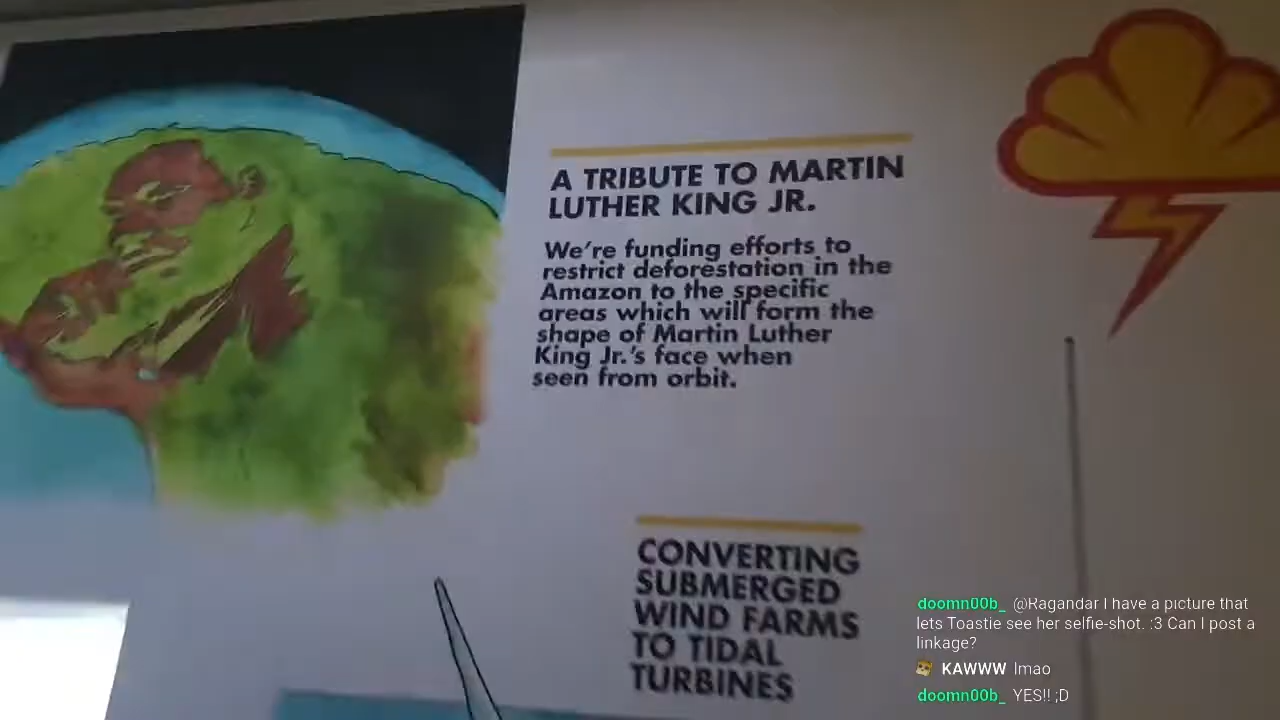 A TRIBUTE TO MARTIN
LUTHER KING JR.
We're funding efforts to
restrict deforestation in the
Amazon to the specific
areas which will form the
shape of Martin Luther
King Jr.'s face when
seen from orbit.
CONVERTING
SUBMERGED
WIND FARMS
TO TIDAL
TURBINES
doomn00b_ @Ragandar I have a picture that
lets Toastie see her selfie-shot. :3 Can I post a
linkage?
KAWWW lmao
doomn00b_ YES!! ;D